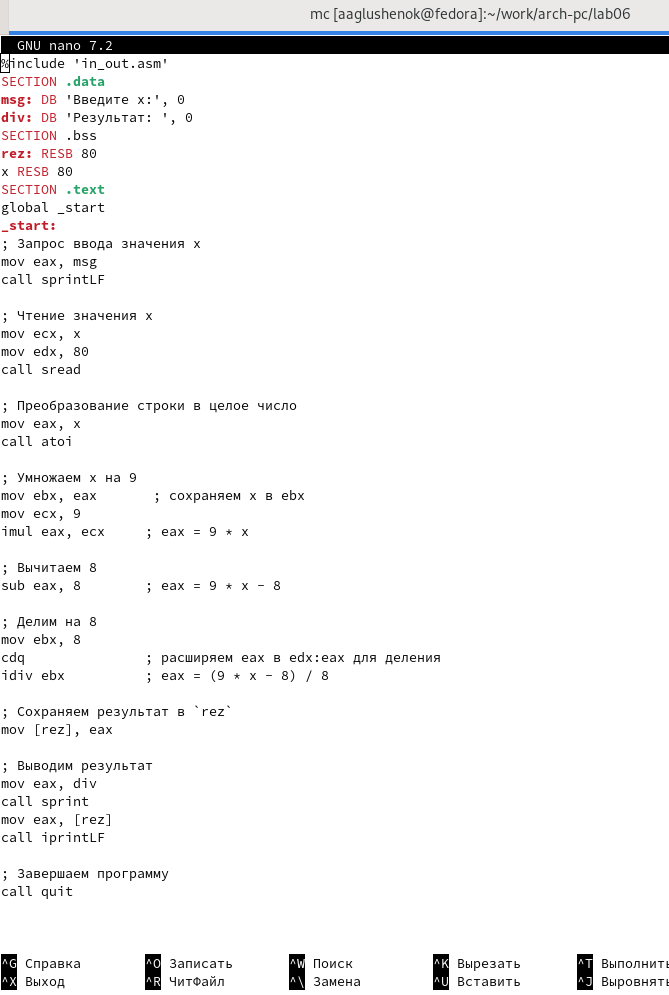 mc [aaglushenok@fedora]:~/work/arch-pc/lab06
GNU nano 7.2
%include 'in_out.asm'
SECTION .data
msg: DB 'Введите x:', 0
div: DB 'Результат: ', 0
SECTION .bss
rez: RESB 80
x RESB 80
SECTION .text
global _start
_start:
; Запрос ввода значения x
mov eax, msg
call sprintLF
; Чтение значения x
mov ecx, x
mov edx, 80
call sread
; Преобразование строки в целое число
mov eax, x
call atoi
; Умножаем x на 9
mov ebx, eax       ; сохраняем x в ebx
mov ecx, 9
imul eax, ecx     ; eax = 9 * x
; Вычитаем 8
sub eax, 8        ; eax = 9 * x - 8
; Делим на 8
mov ebx, 8
cdq               ; расширяем eax в edx:eax для деления
idiv ebx          ; eax = (9 * x - 8) / 8
; Сохраняем результат в `rez`
mov [rez], eax
; Выводим результат
mov eax, div
call sprint
mov eax, [rez]
call iprintLF
; Завершаем программу
call quit
^G Справка ^O Записать ^W Поиск ^K Вырезать ^T Выполнить
^X Выход ^R ЧитФайл ^\ Замена ^U Вставить ^J Выровнять